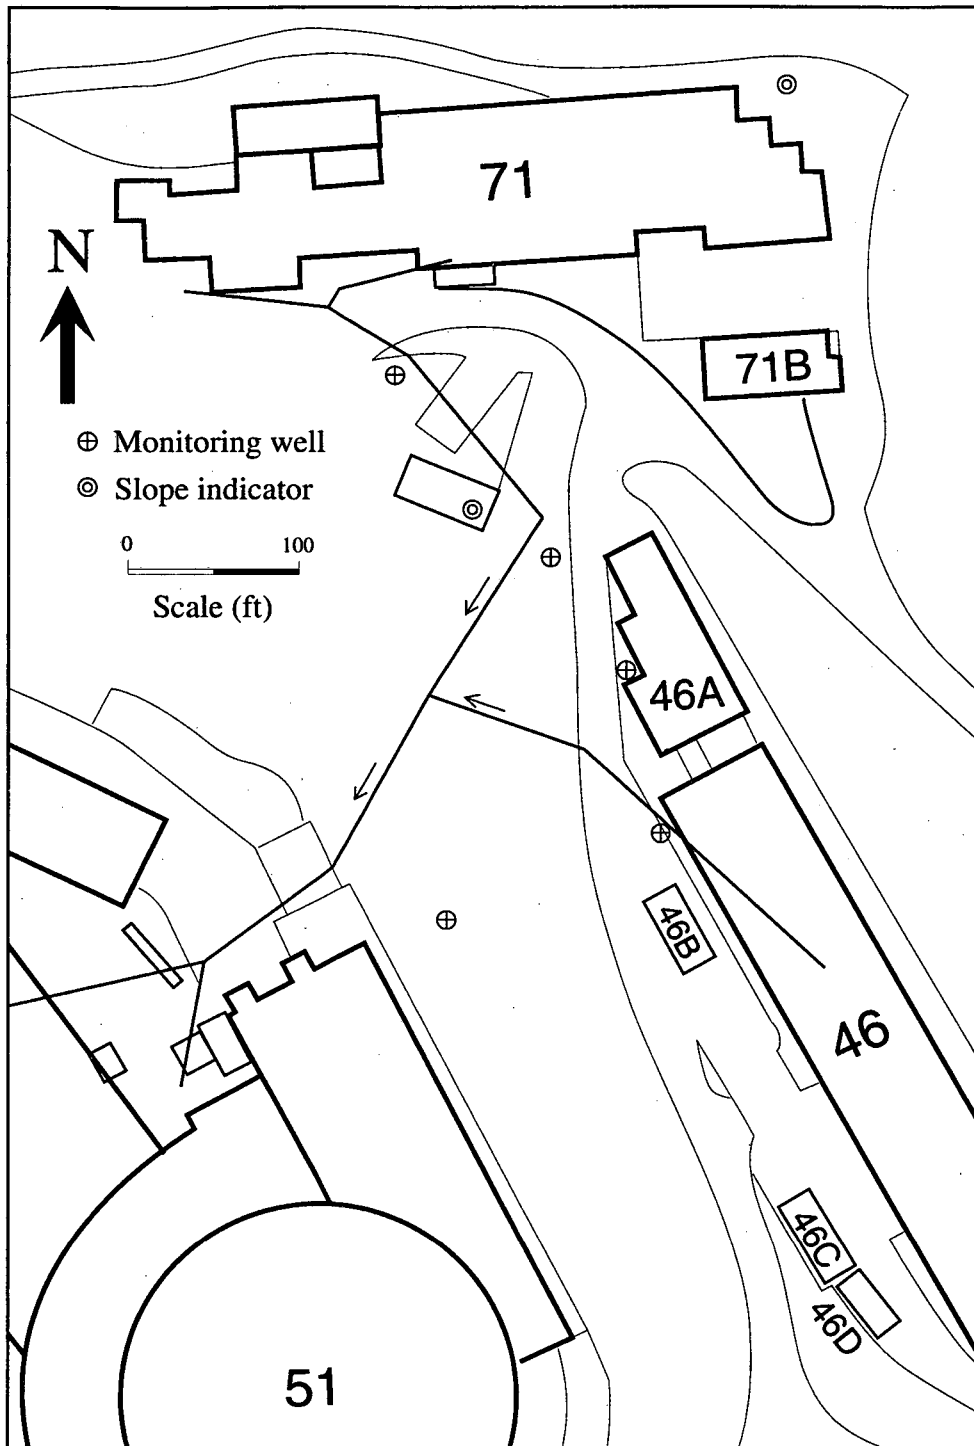 71
N
71B
Monitoring well
Slope indicator
0 100
Scale (ft)
46A
46B
46
46C
46D
51